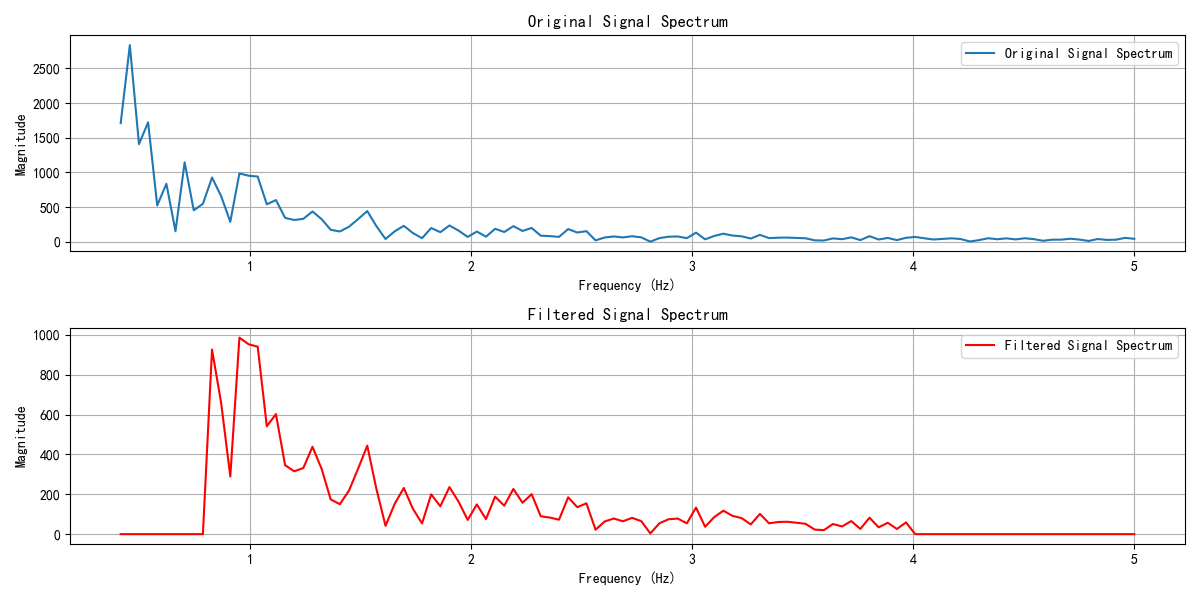 Original Signal Spectrum
Original Signal Spectrum
2500
2000
1500
1000
500
0
Magnitude
1 2 3 4 5
Frequency (Hz)
Filtered Signal Spectrum
Filtered Signal Spectrum
1000
800
600
400
200
0
Magnitude
1 2 3 4 5
Frequency (Hz)